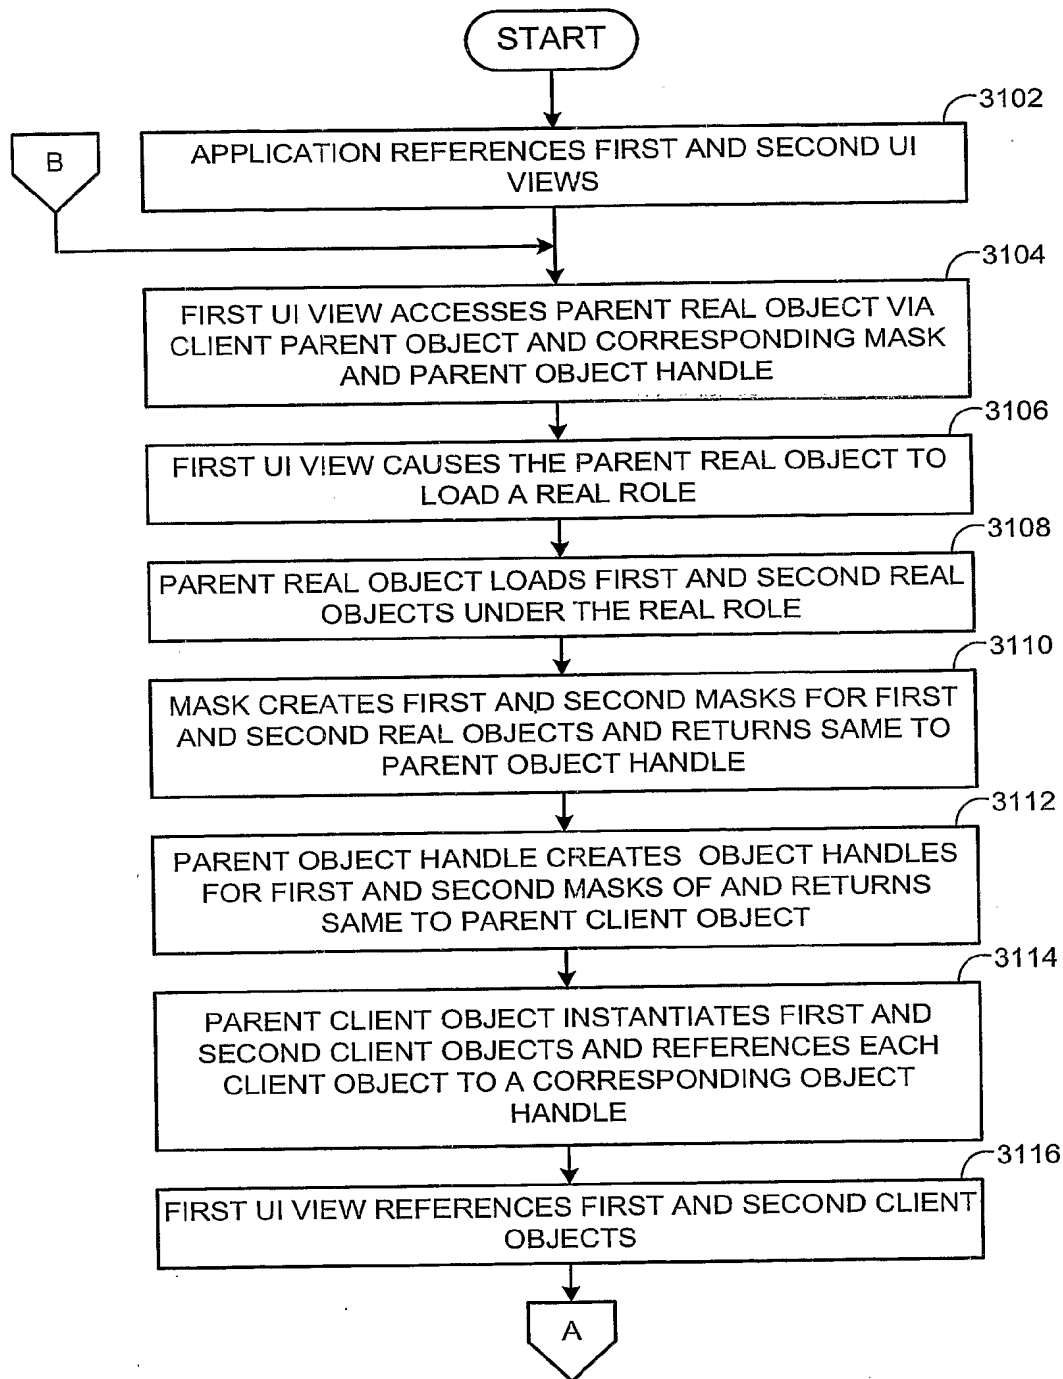 START
3102
B
APPLICATION REFERENCES FIRST AND SECOND UI
VIEWS
3104
FIRST UI VIEW ACCESSES PARENT REAL OBJECT VIA
CLIENT PARENT OBJECT AND CORRESPONDING MASK
AND PARENT OBJECT HANDLE
3106
FIRST UI VIEW CAUSES THE PARENT REAL OBJECT TO
LOAD A REAL ROLE
3108
PARENT REAL OBJECT LOADS FIRST AND SECOND REAL
OBJECTS UNDER THE REAL ROLE
3110
MASK CREATES FIRST AND SECOND MASKS FOR FIRST
AND SECOND REAL OBJECTS AND RETURNS SAME TO
PARENT OBJECT HANDLE
3112
PARENT OBJECT HANDLE CREATES OBJECT HANDLES
FOR FIRST AND SECOND MASKS OF AND RETURNS
SAME TO PARENT CLIENT OBJECT
3114
PARENT CLIENT OBJECT INSTANTIATES FIRST AND
SECOND CLIENT OBJECTS AND REFERENCES EACH
CLIENT OBJECT TO A CORRESPONDING OBJECT
HANDLE
3116
FIRST UI VIEW REFERENCES FIRST AND SECOND CLIENT
OBJECTS
A